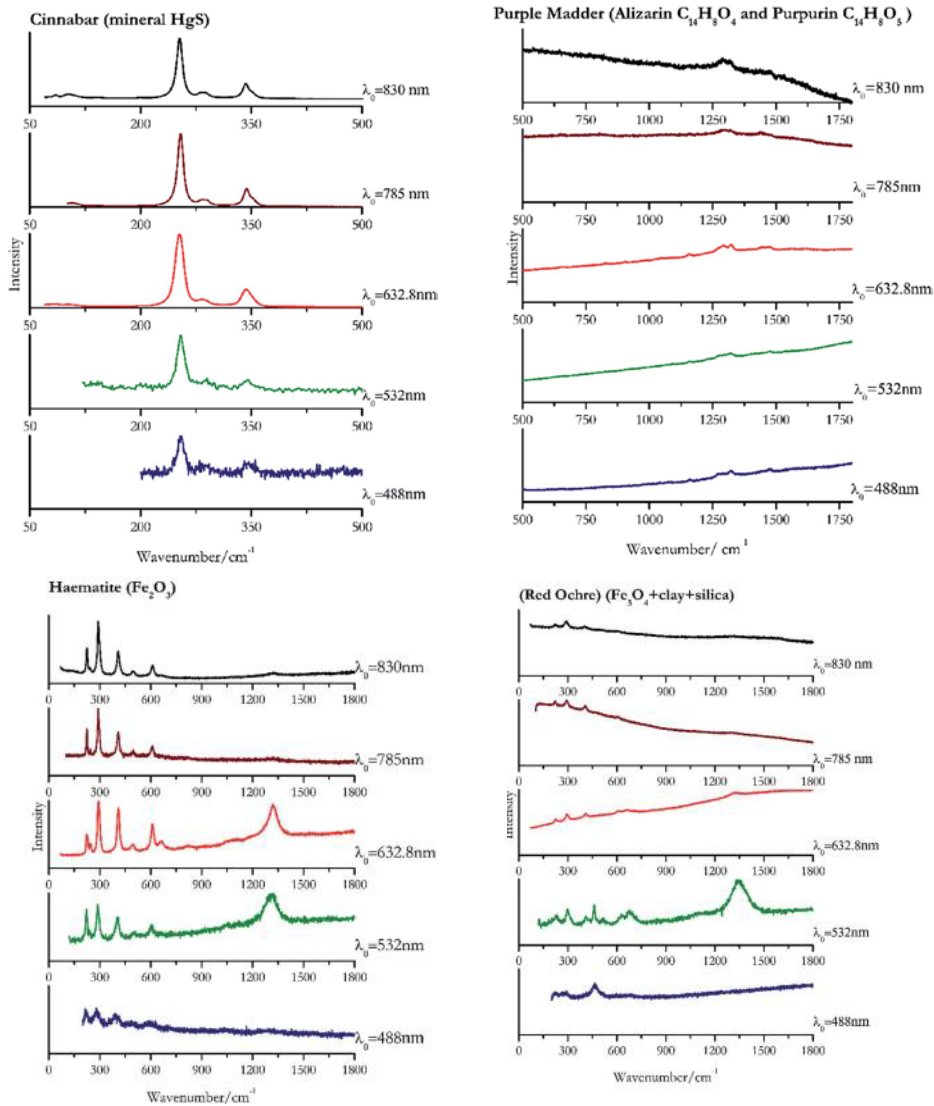 Cinnabar (mineral HgS)
λ₀=830 nm
50 200 350 500
λ₀=785 nm
50 200 350 500
λ₀=632.8nm
50 200 350 500
λ₀=532nm
50 200 350 500
λ₀=488nm
50 200 350 500
Intensity
Wavenumber/cm⁻¹
Purple Madder (Alizarin C₁₄H₈O₄ and Purpurin C₁₄H₈O₅ )
λ₀=830 nm
500 750 1000 1250 1500 1750
λ₀=785nm
500 750 1000 1250 1500 1750
λ₀=632.8nm
500 750 1000 1250 1500 1750
λ₀=532nm
500 750 1000 1250 1500 1750
λ₀=488nm
500 750 1000 1250 1500 1750
Intensity
Wavenumber/ cm⁻¹
Haematite (Fe₂O₃)
λ₀=830nm
0 300 600 900 1200 1500 1800
λ₀=785nm
0 300 600 900 1200 1500 1800
λ₀=632.8nm
0 300 600 900 1200 1500 1800
λ₀=532nm
0 300 600 900 1200 1500 1800
λ₀=488nm
0 300 600 900 1200 1500 1800
Intensity
Wavenumber/cm⁻¹
(Red Ochre) (Fe₃O₄+clay+silica)
λ₀=830 nm
0 300 600 900 1200 1500 1800
λ₀=785 nm
0 300 600 900 1200 1500 1800
λ₀=632.8nm
0 300 600 900 1200 1500 1800
λ₀=532nm
0 300 600 900 1200 1500 1800
λ₀=488nm
0 300 600 900 1200 1500 1800
Intensity
Wavenumber/cm⁻¹